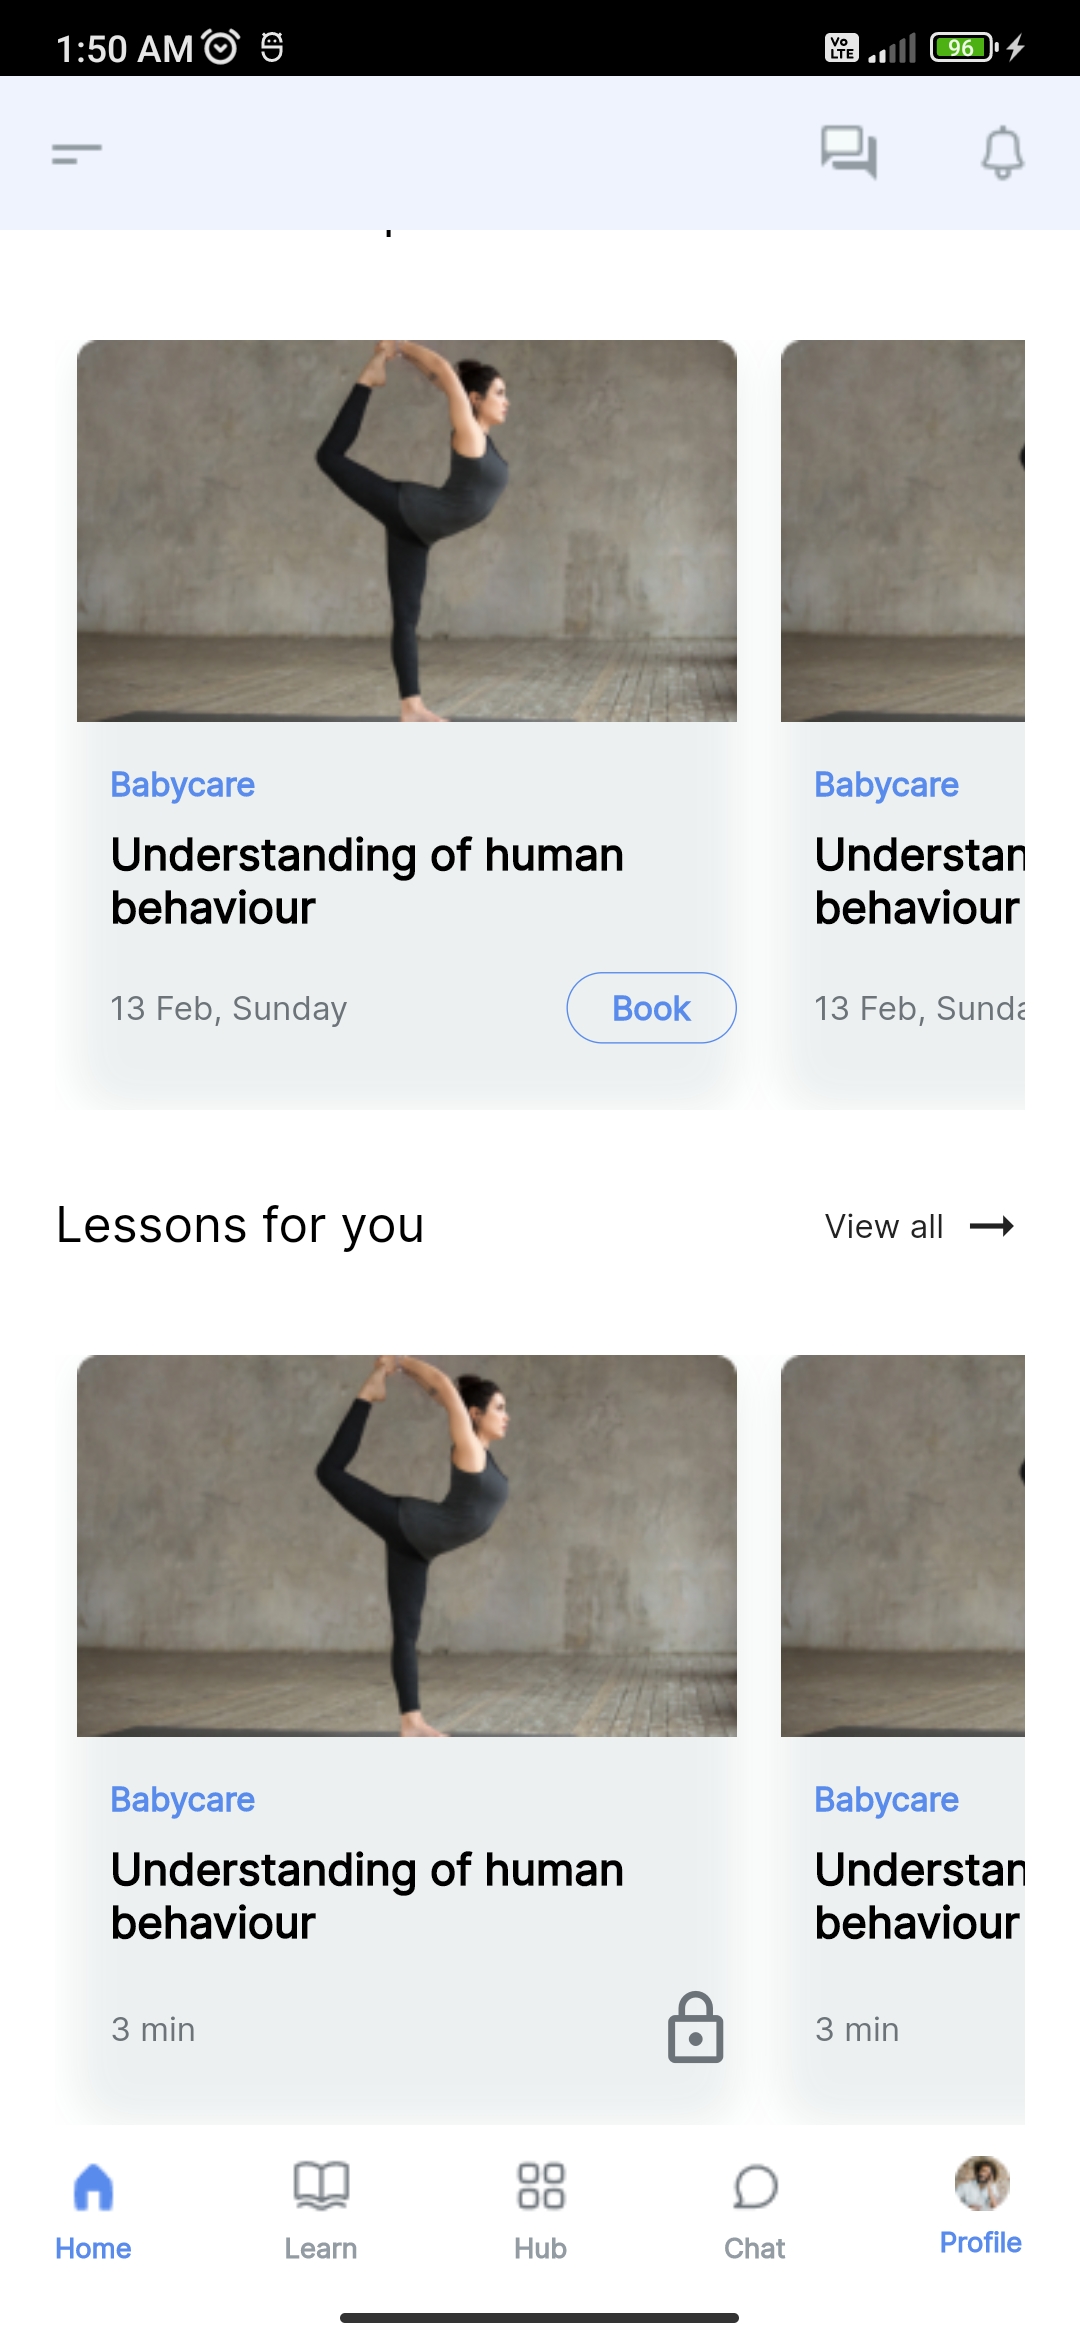 1:50 AM
Vo LTE
96
Babycare
Understanding of human
behaviour
13 Feb, Sunday
Book
Babycare
Understan
behaviour
13 Feb, Sunda
Lessons for you
View all
Babycare
Understanding of human
behaviour
3 min
Babycare
Understan
behaviour
3 min
Home
Learn
Hub
Chat
Profile